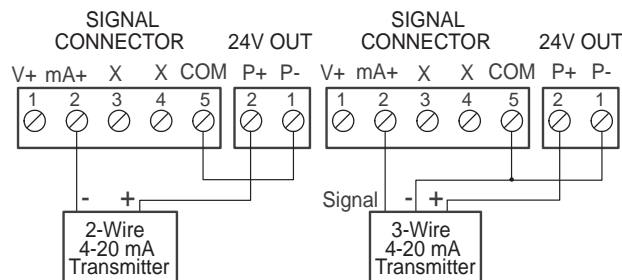 SIGNAL
CONNECTOR
24V OUT
V+ mA+ X X COM P+ P-
1 2 3 4 5 2 1
- +
2-Wire
4-20 mA
Transmitter
SIGNAL
CONNECTOR
24V OUT
V+ mA+ X X COM P+ P-
1 2 3 4 5 2 1
Signal - +
3-Wire
4-20 mA
Transmitter